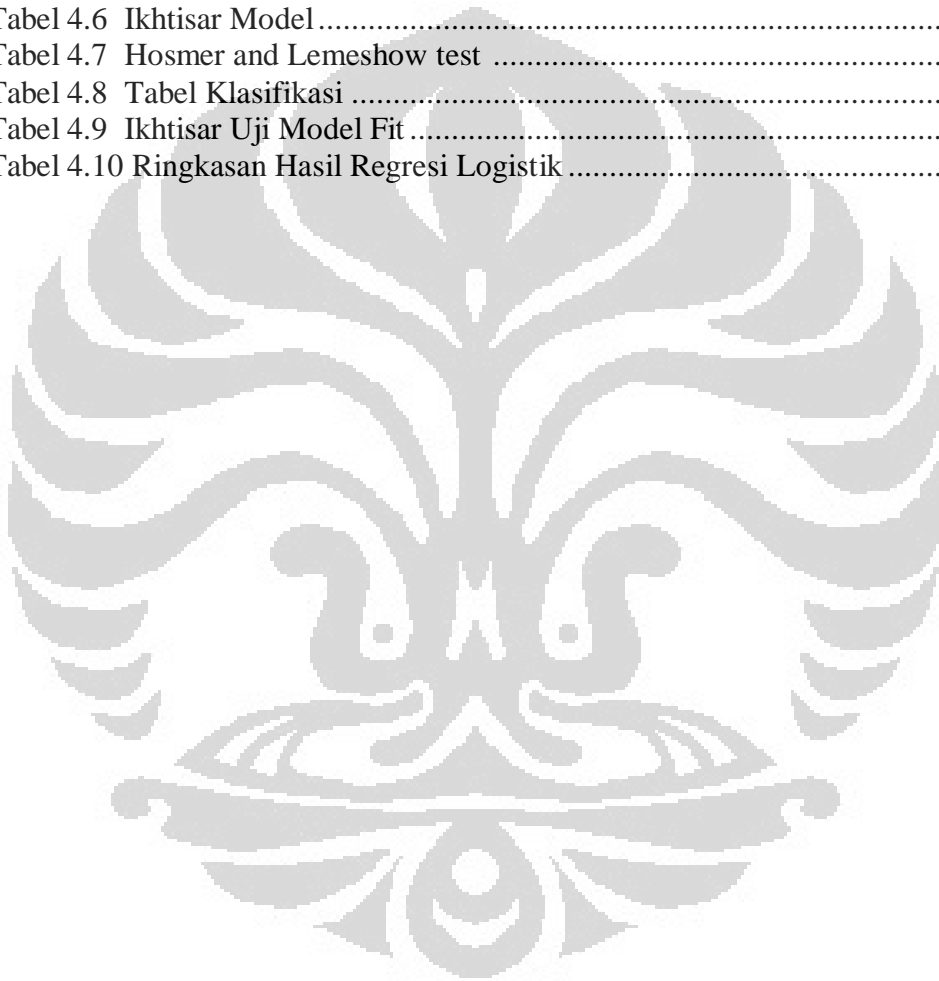 Tabel 4.6 Ikhtisar Model................................................................................
Tabel 4.7 Hosmer and Lemeshow test ..........................................................
Tabel 4.8 Tabel Klasifikasi ............................................................................
Tabel 4.9 Ikhtisar Uji Model Fit....................................................................
Tabel 4.10 Ringkasan Hasil Regresi Logistik ................................................